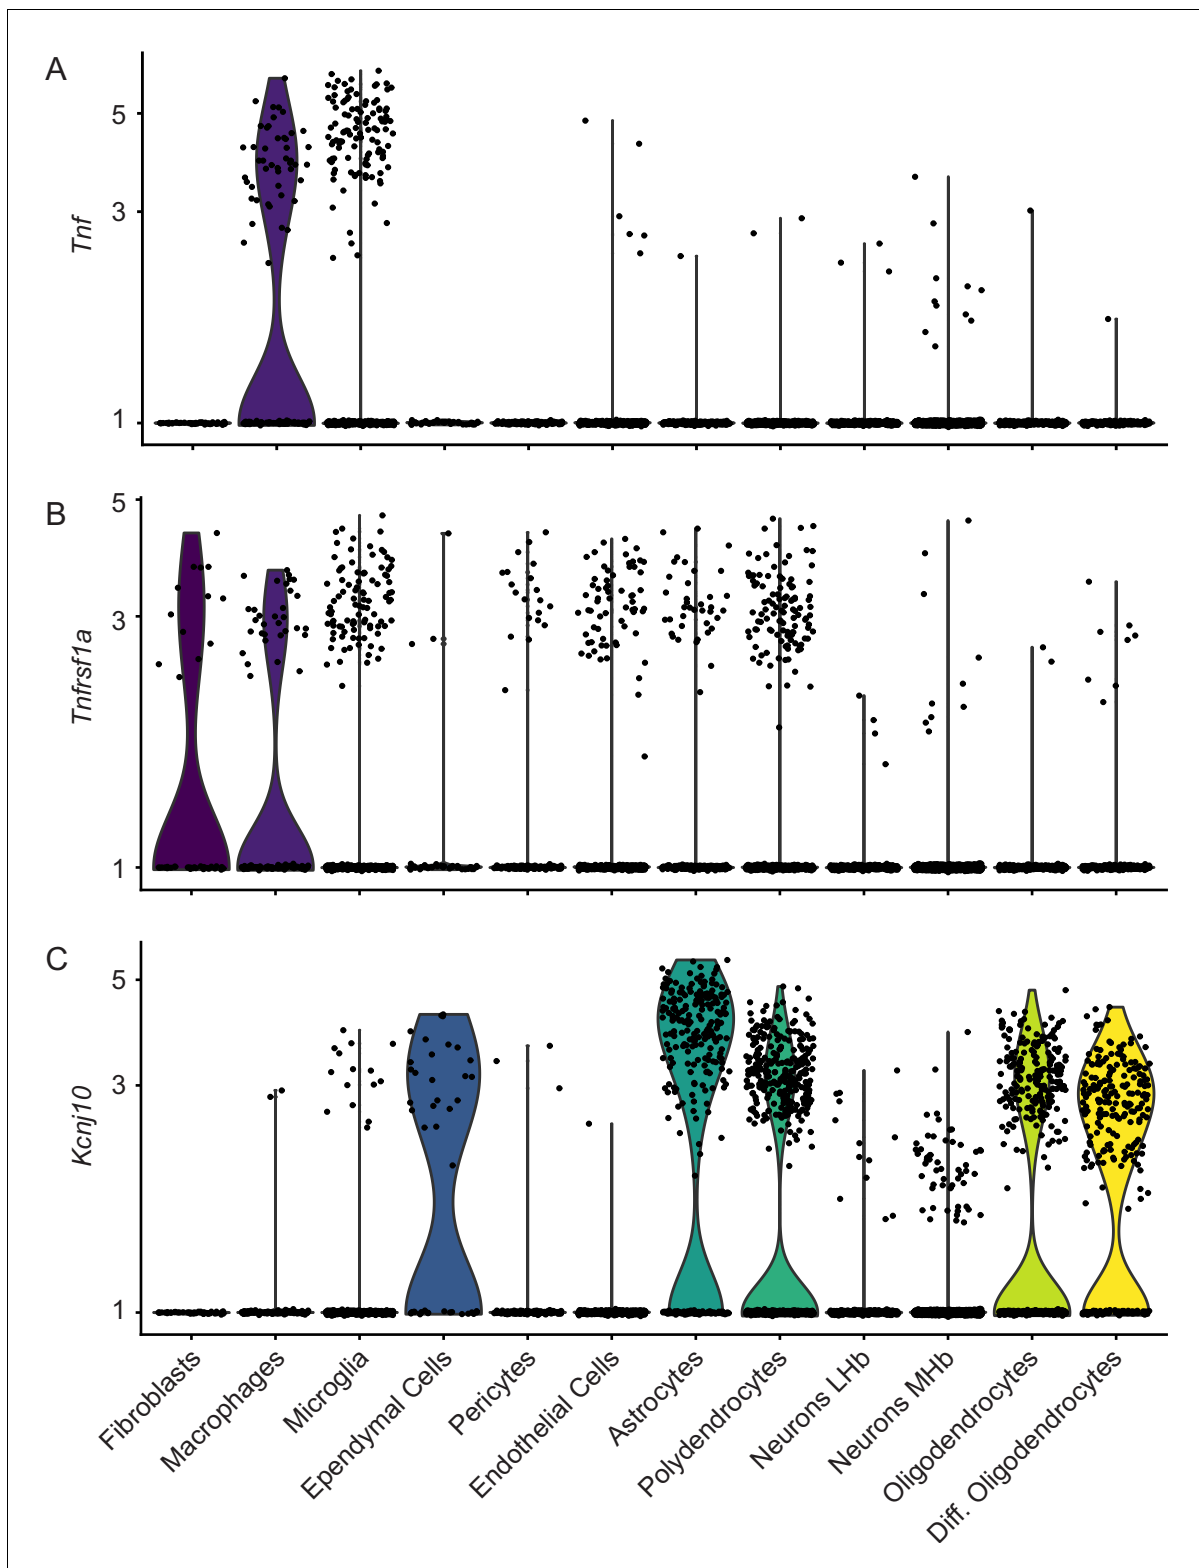 A
Tnf
5
3
1
B
Tnfrsf1a
5
3
1
C
Kcnj10
5
3
1
Fibroblasts
Macrophages
Microglia
Ependymal Cells
Pericytes
Endothelial Cells
Astrocytes
Polydendrocytes
Neurons LHb
Neurons MHb
Oligodendrocytes
Diff. Oligodendrocytes